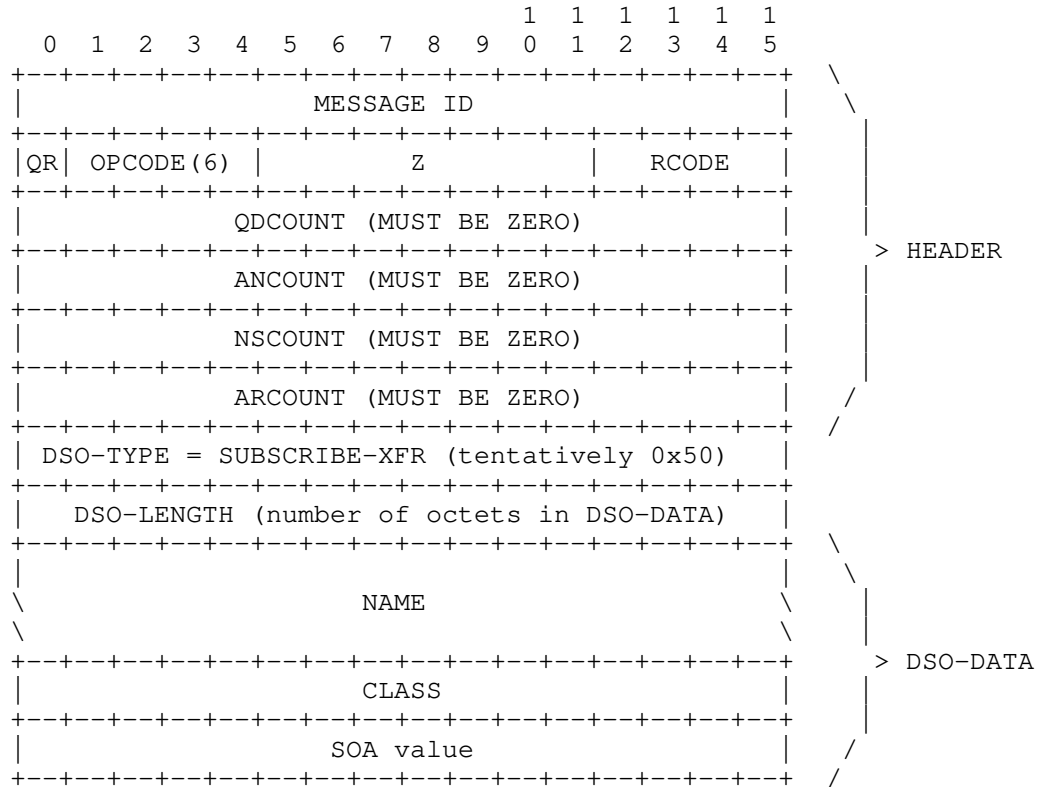 1 1 1 1 1 1
0 1 2 3 4 5 6 7 8 9 0 1 2 3 4 5
MESSAGE ID
QR OPCODE(6) Z RCODE
QDCOUNT (MUST BE ZERO)
ANCOUNT (MUST BE ZERO)
> HEADER
NSCOUNT (MUST BE ZERO)
ARCOUNT (MUST BE ZERO)
DSO-TYPE = SUBSCRIBE-XFR (tentatively 0x50)
DSO-LENGTH (number of octets in DSO-DATA)
NAME
> DSO-DATA
CLASS
SOA value